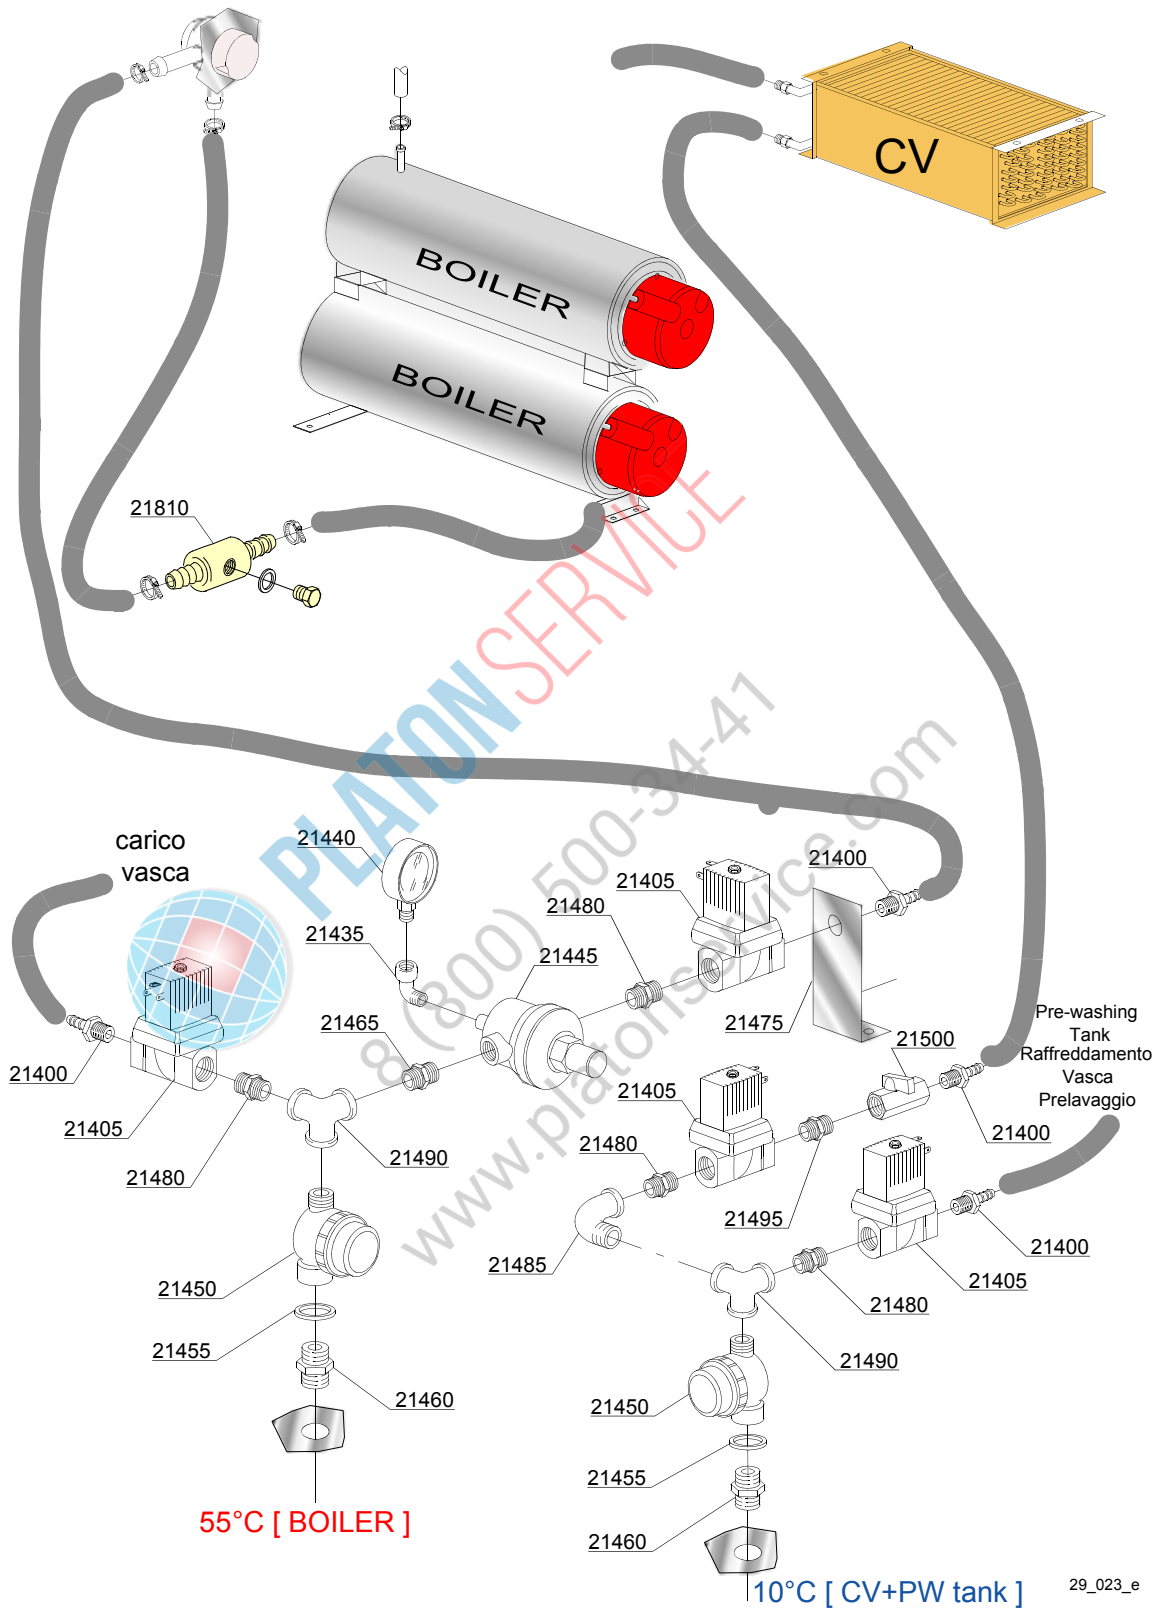 CV
BOILER
BOILER
21810
PLATONSERVICE
8 (800) 500-34-41
www.platonservice.com
carico
vasca
21440
21400
21405
21480
21435
21445
21475
21465
21500
Pre-washing
Tank
Raffreddamento
Vasca
Prelavaggio
21400
21405
21405
21480
21490
21480
21400
21495
21485
21400
21405
21480
21450
21455
21490
21460
21450
21455
21460
55°C [ BOILER ]
10°C [ CV+PW tank ]
29_023_e